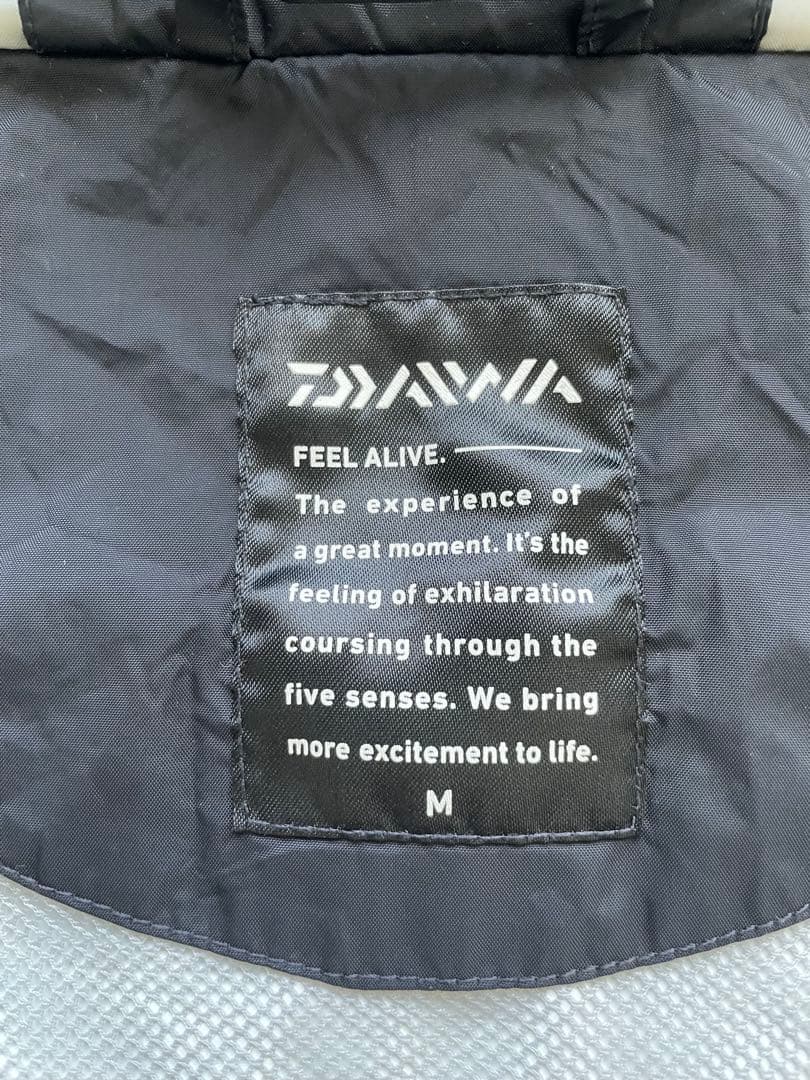 DAIWA
FEEL ALIVE.
The experience of
a great moment. It's the
feeling of exhilaration
coursing through the
five senses. We bring
more excitement to life.
M